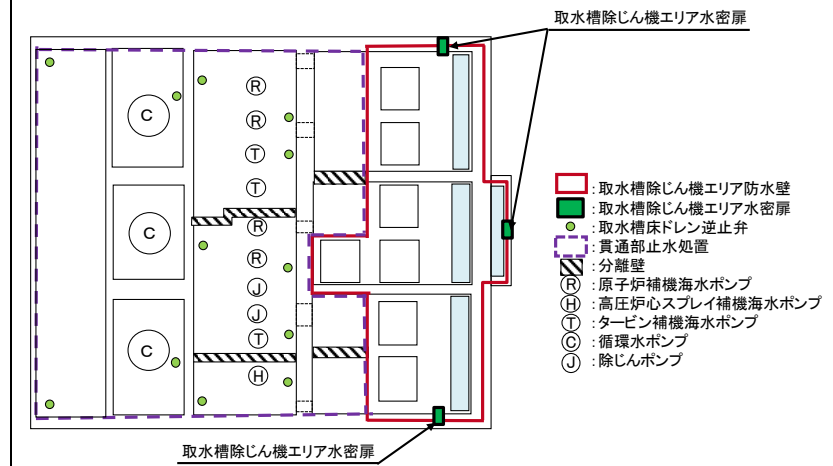 取水槽除じん機エリア水密扉
R
R
T
T
R
R
J
J
T
H
C
C
C
:取水槽除じん機エリア防水壁
:取水槽除じん機エリア水密扉
:取水槽床ドレン逆止弁
:貫通部止水処置
:分離壁
R:原子炉補機海水ポンプ
H:高圧炉心スプレイ補機海水ポンプ
T:タービン補機海水ポンプ
C:循環水ポンプ
J:除じんポンプ
取水槽除じん機エリア水密扉